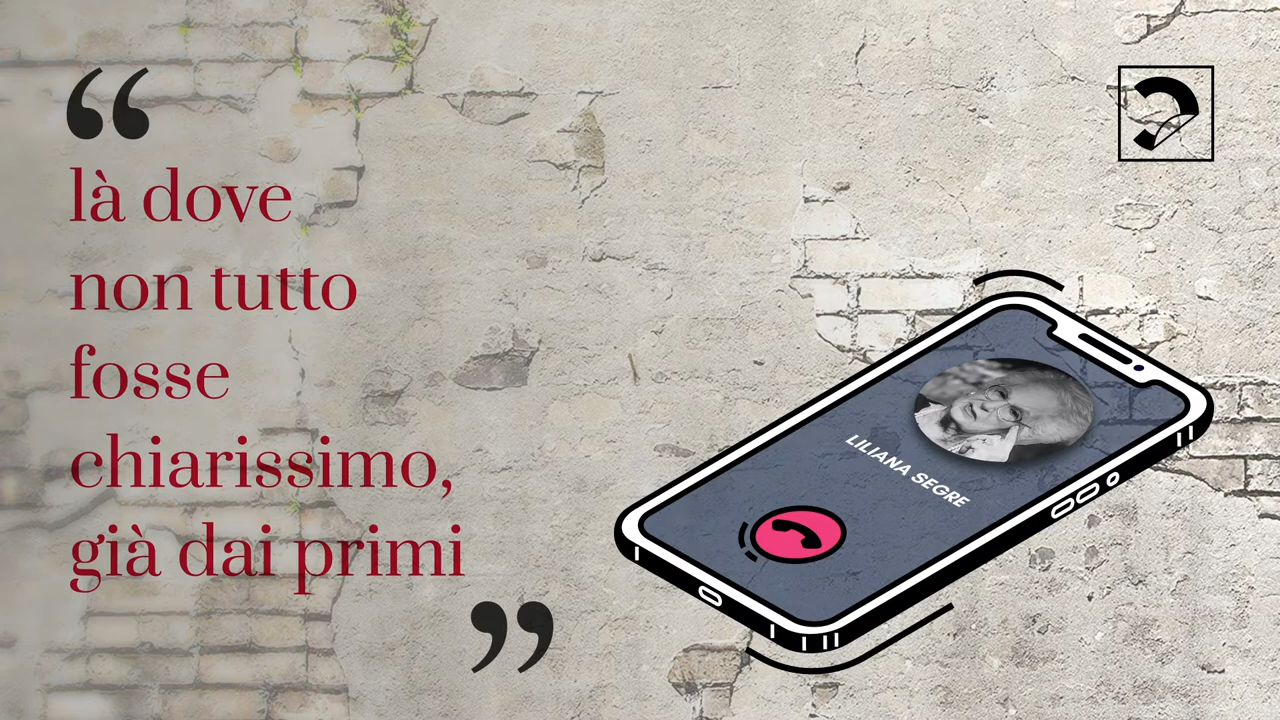 “
là dove
non tutto
fosse
chiarissimo,
già dai primi
”
LILIANA SEGRE